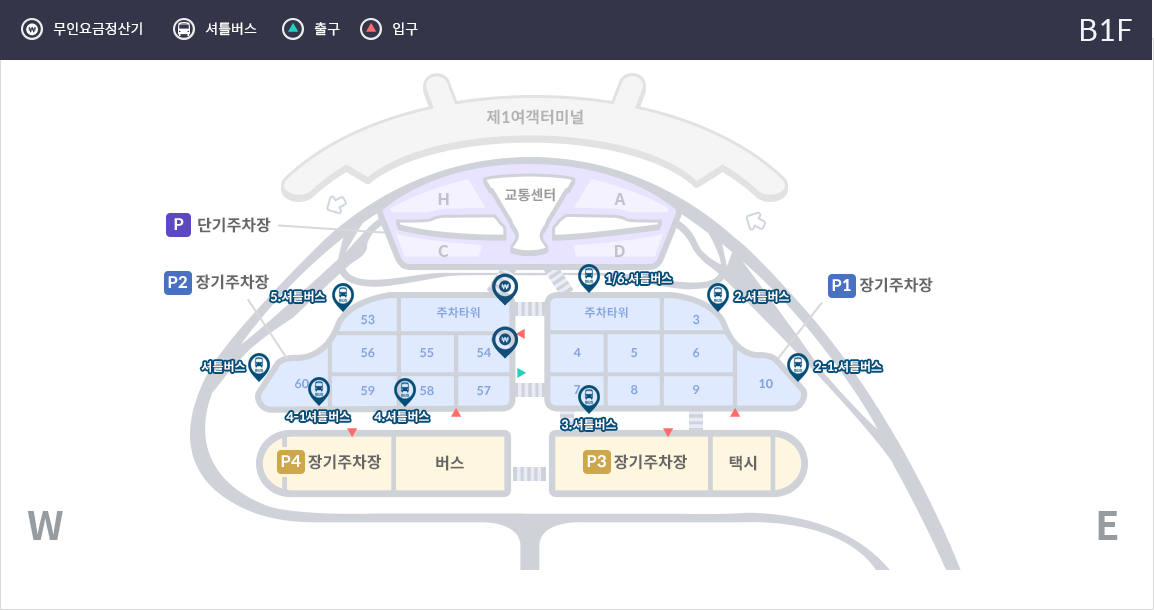 무인요금정산기 셔틀버스 출구 입구 B1F
제1여객터미널
교통센터
H A
P 단기주차장
C D
P2 장기주차장
P1 장기주차장
1/6.셔틀버스
5.셔틀버스
2.셔틀버스
53 주차타워 주차타워 3
56 55 54 4 5 6
셔틀버스
2-1.셔틀버스
60 59 58 57 7 8 9 10
4-1셔틀버스 4.셔틀버스 3.셔틀버스
P4 장기주차장 버스 P3 장기주차장 택시
W E